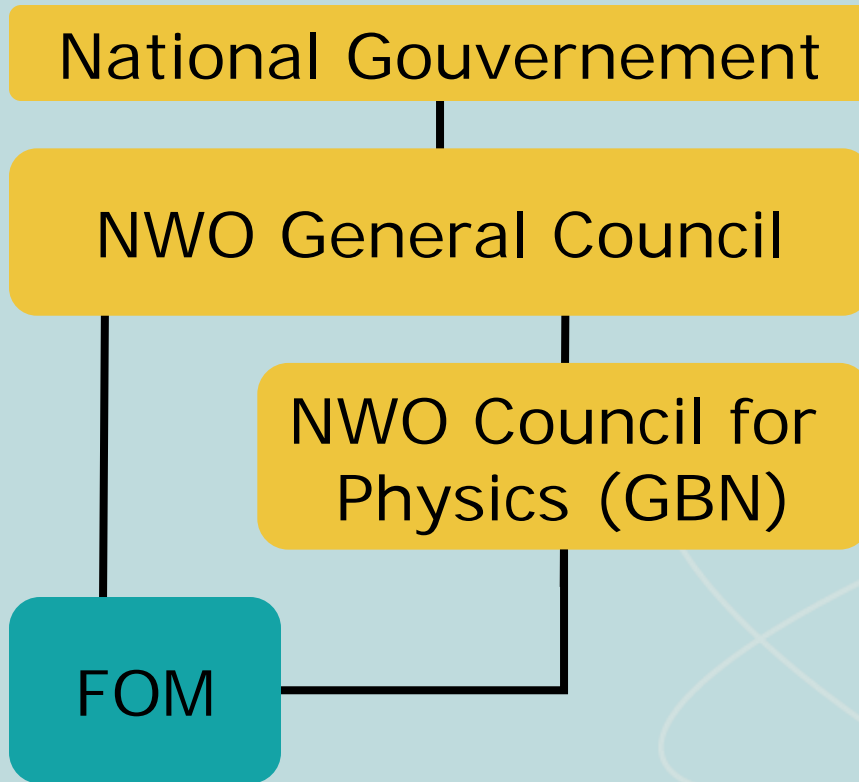 National Gouvernement
NWO General Council
NWO Council for
Physics (GBN)
FOM